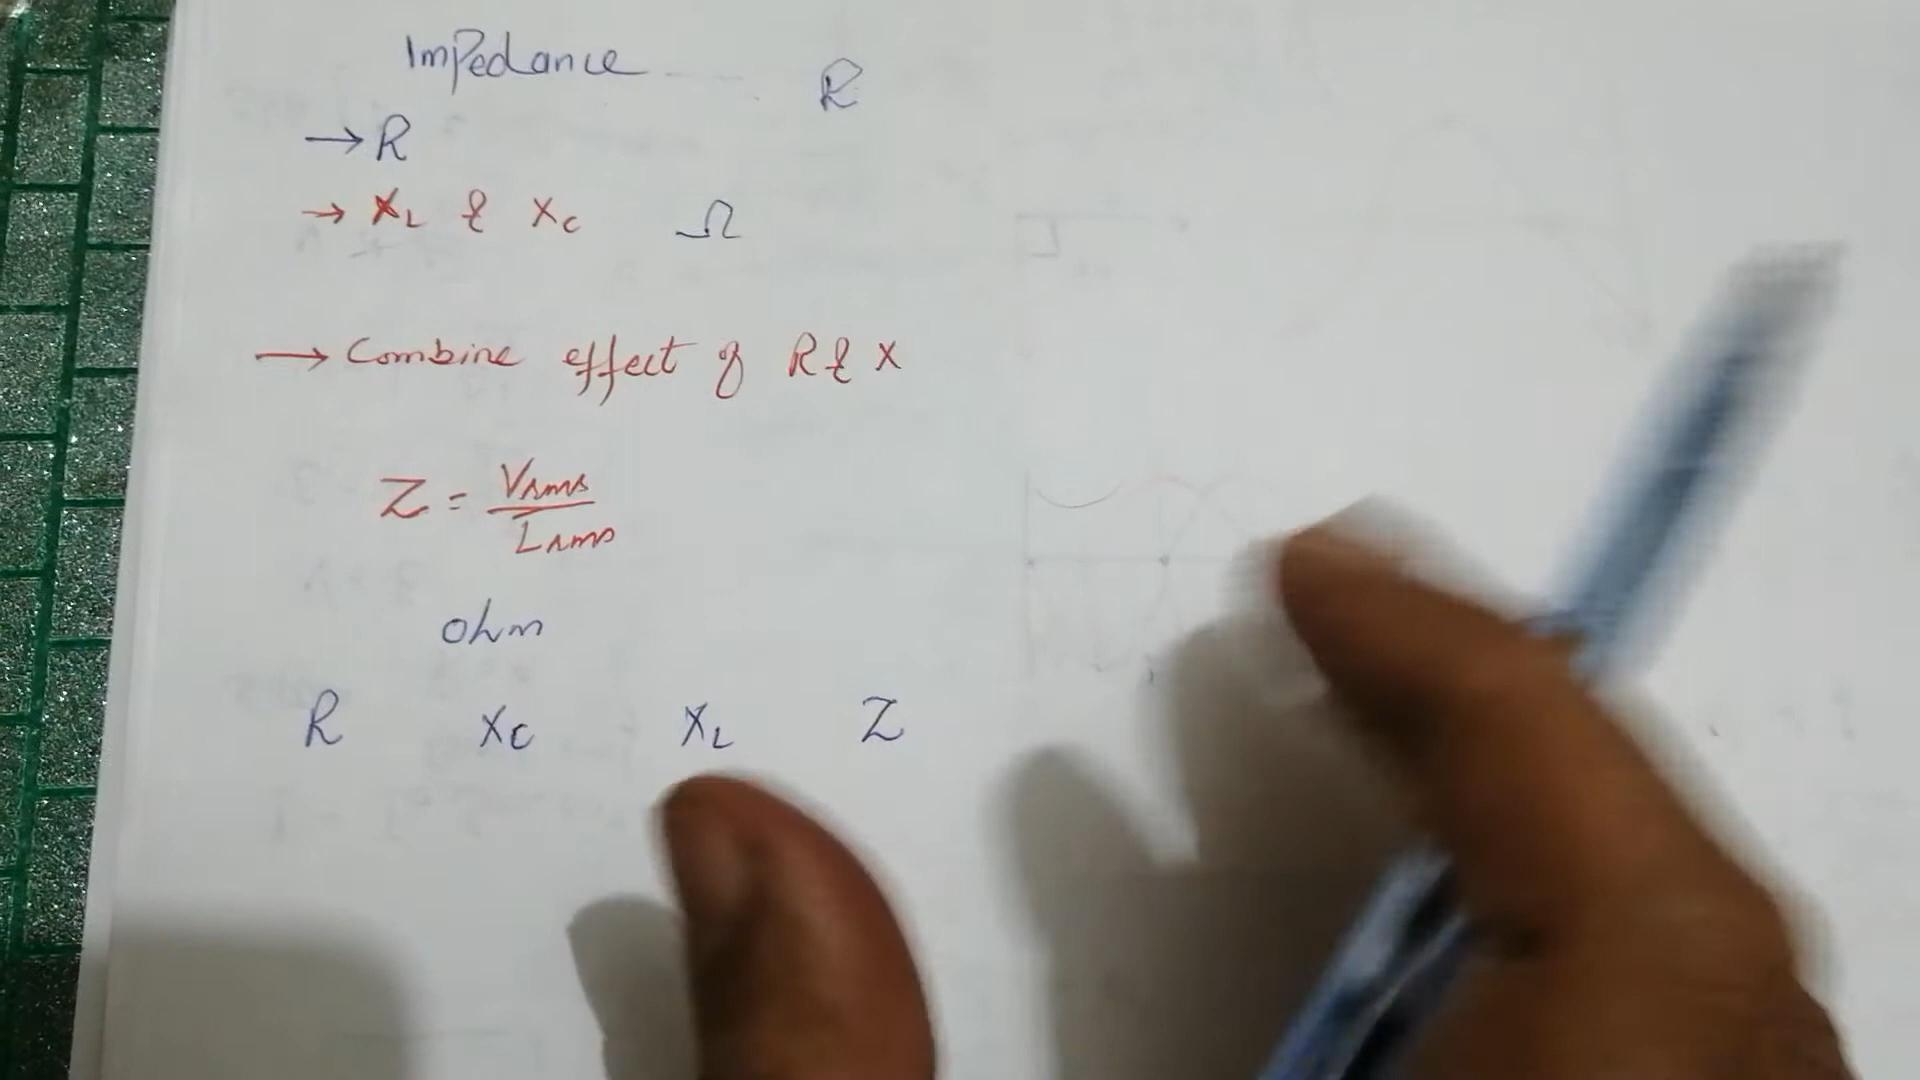 Impedance
R
→ R
→ XL & XC Ω
→ Combine effect of R & X
Z = Vrms / Irms
ohm
R XC XL Z